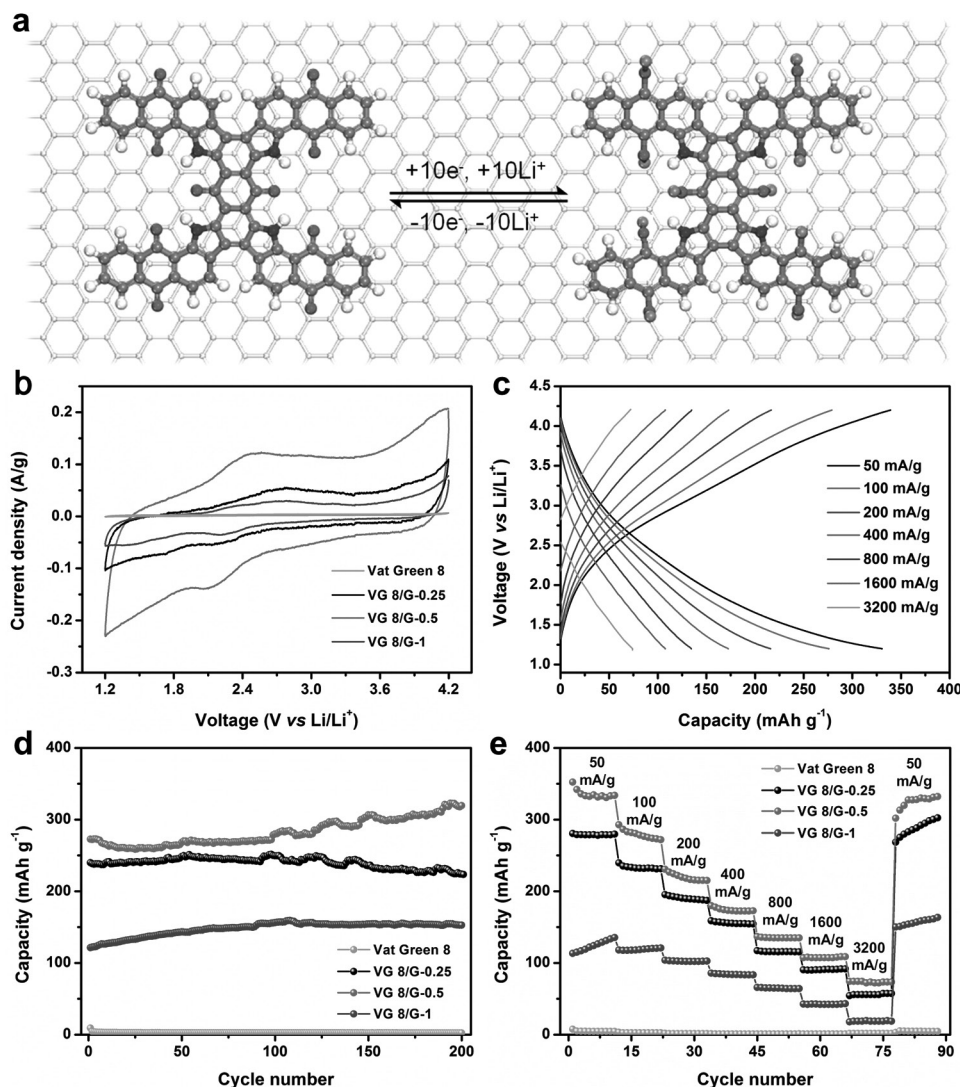 a
+10e⁻, +10Li⁺
-10e⁻, -10Li⁺
b
0.2
0.1
0.0
-0.1
-0.2
-0.3
Current density (A/g)
Vat Green 8
VG 8/G-0.25
VG 8/G-0.5
VG 8/G-1
1.2
1.8
2.4
3.0
3.6
4.2
Voltage (V vs Li/Li⁺)
c
4.5
4.0
3.5
3.0
2.5
2.0
1.5
1.0
Voltage (V vs Li/Li⁺)
50 mA/g
100 mA/g
200 mA/g
400 mA/g
800 mA/g
1600 mA/g
3200 mA/g
0
50
100
150
200
250
300
350
400
Capacity (mAh g⁻¹)
d
400
300
200
100
0
Capacity (mAh g⁻¹)
Vat Green 8
VG 8/G-0.25
VG 8/G-0.5
VG 8/G-1
0
50
100
150
200
Cycle number
e
400
300
200
100
0
Capacity (mAh g⁻¹)
50
mA/g
100
mA/g
200
mA/g
400
mA/g
800
mA/g
1600
mA/g
3200
mA/g
50
mA/g
Vat Green 8
VG 8/G-0.25
VG 8/G-0.5
VG 8/G-1
0
15
30
45
60
75
90
Cycle number